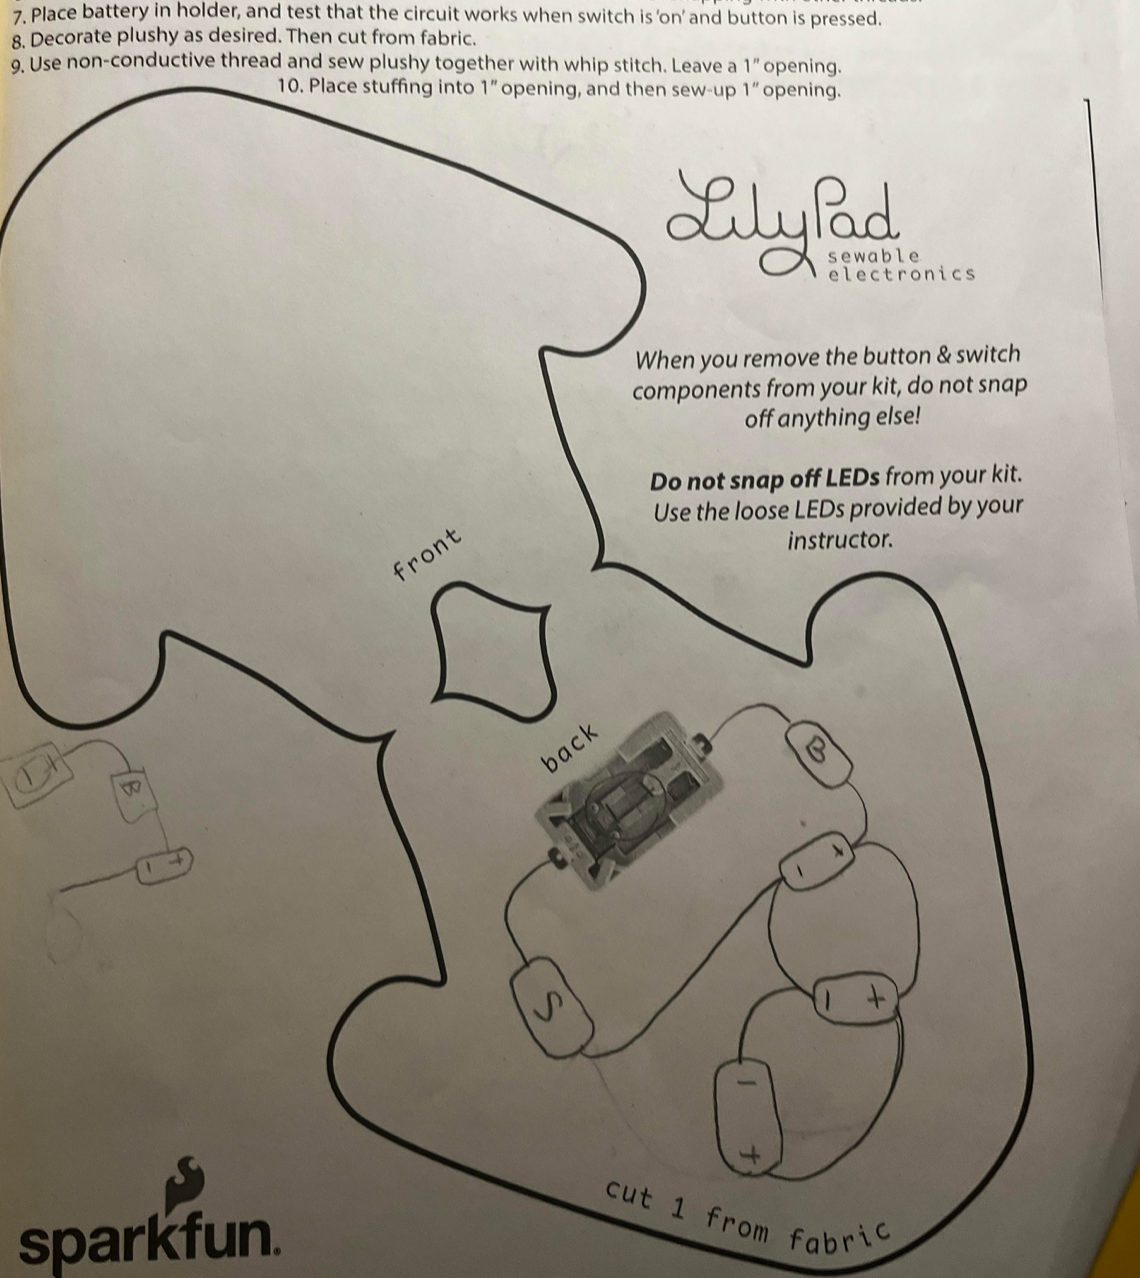 7. Place battery in holder, and test that the circuit works when switch is 'on' and button is pressed.
8. Decorate plushy as desired. Then cut from fabric.
9. Use non-conductive thread and sew plushy together with whip stitch. Leave a 1" opening.
10. Place stuffing into 1" opening, and then sew-up 1" opening.
LilyPad
sewable
electronics
When you remove the button & switch
components from your kit, do not snap
off anything else!
Do not snap off LEDs from your kit.
Use the loose LEDs provided by your
instructor.
front
back
B
+
-
B
- +
+
-
S
- +
-
+
cut 1 from fabric
sparkfun.